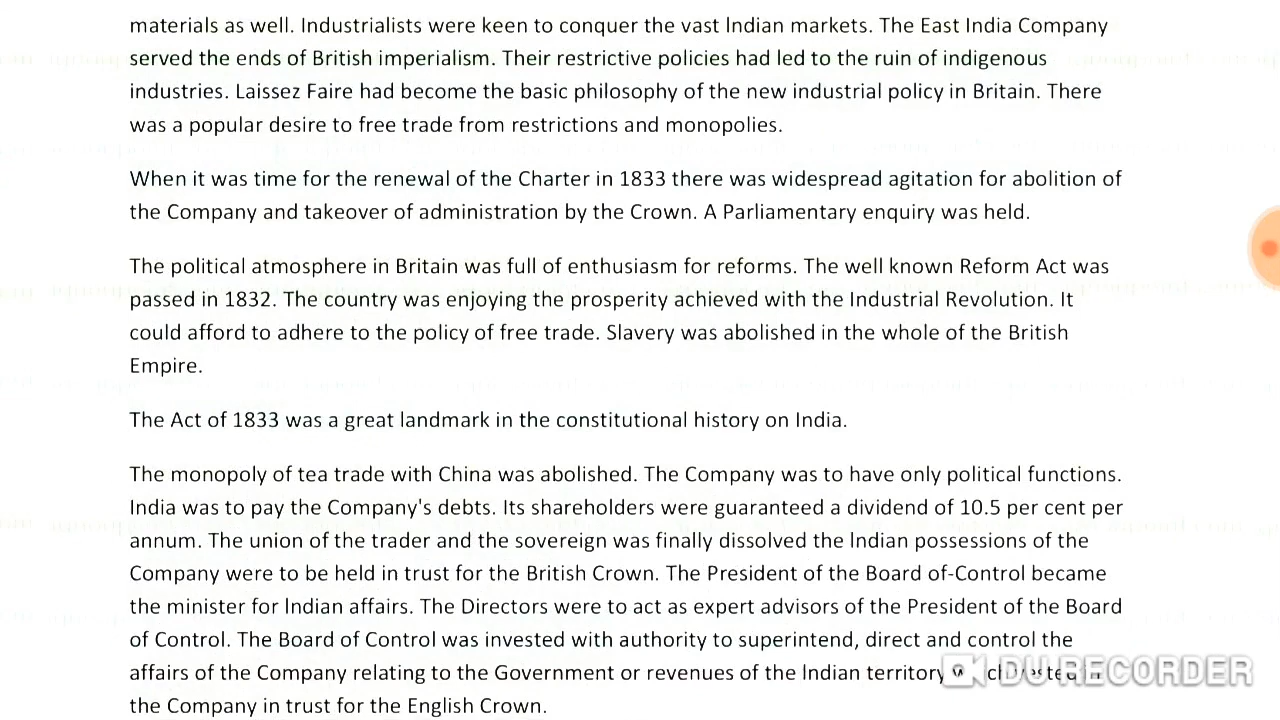 materials as well. Industrialists were keen to conquer the vast Indian markets. The East India Company
served the ends of British imperialism. Their restrictive policies had led to the ruin of indigenous
industries. Laissez Faire had become the basic philosophy of the new industrial policy in Britain. There
was a popular desire to free trade from restrictions and monopolies.
When it was time for the renewal of the Charter in 1833 there was widespread agitation for abolition of
the Company and takeover of administration by the Crown. A Parliamentary enquiry was held.
The political atmosphere in Britain was full of enthusiasm for reforms. The well known Reform Act was
passed in 1832. The country was enjoying the prosperity achieved with the Industrial Revolution. It
could afford to adhere to the policy of free trade. Slavery was abolished in the whole of the British
Empire.
The Act of 1833 was a great landmark in the constitutional history on India.
The monopoly of tea trade with China was abolished. The Company was to have only political functions.
India was to pay the Company's debts. Its shareholders were guaranteed a dividend of 10.5 per cent per
annum. The union of the trader and the sovereign was finally dissolved the Indian possessions of the
Company were to be held in trust for the British Crown. The President of the Board of-Control became
the minister for Indian affairs. The Directors were to act as expert advisors of the President of the Board
of Control. The Board of Control was invested with authority to superintend, direct and control the
affairs of the Company relating to the Government or revenues of the Indian territory
DU RECORDER
the Company in trust for the English Crown.